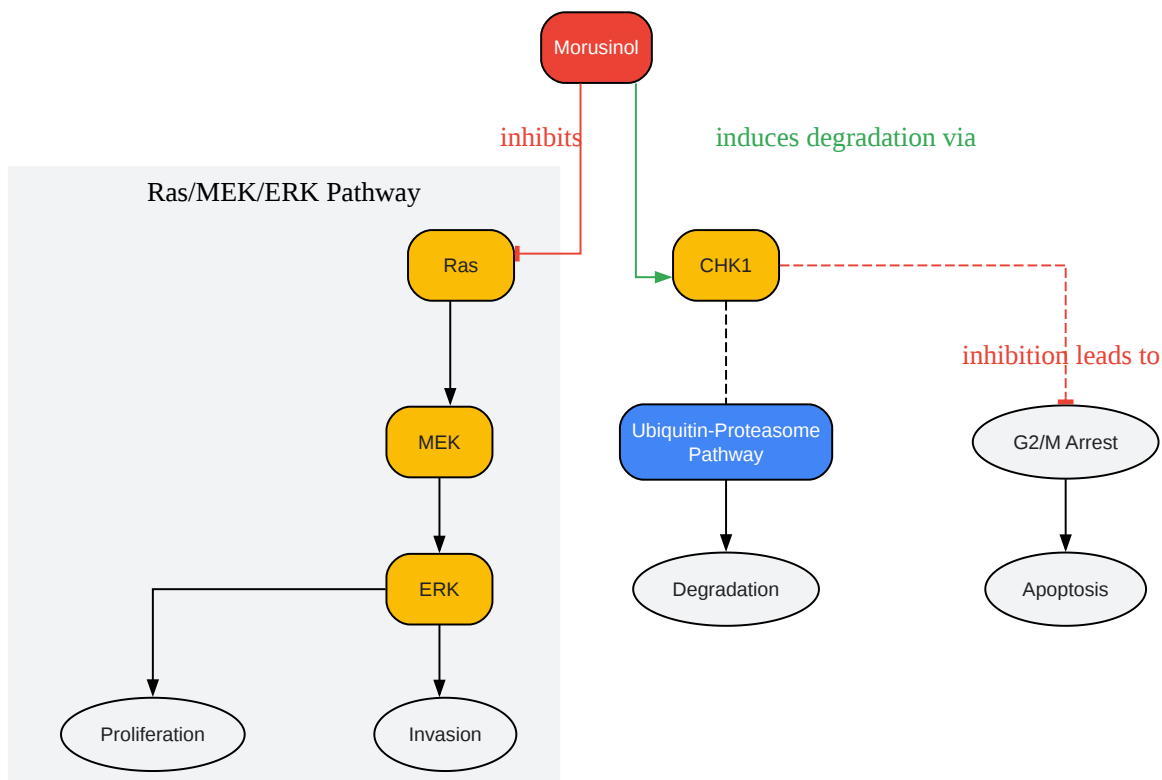 Morusinol
inhibits
induces degradation via
Ras/MEK/ERK Pathway
Ras
CHK1
inhibition leads to
MEK
Ubiquitin-Proteasome
Pathway
G2/M Arrest
ERK
Degradation
Apoptosis
Proliferation
Invasion